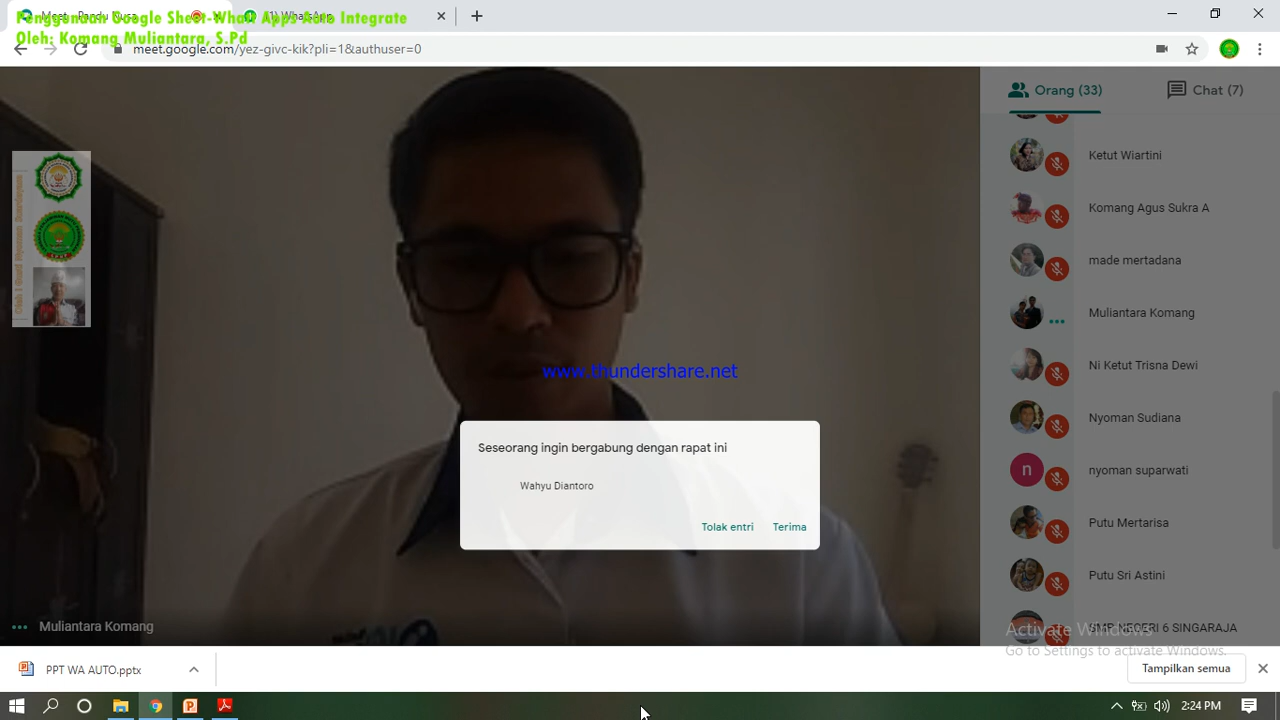 Penggunaan Google Sheet-Whatt Apps Auto Integrate
Oleh: Komang Muliantara, S.Pd
meet.google.com/yez-givc-kik?pli=1&authuser=0
Orang (33)
Chat (7)
Ketut Wiartini
Komang Agus Sukra A
made mertadana
Muliantara Komang
Ni Ketut Trisna Dewi
Nyoman Sudiana
n
nyoman suparwati
Putu Mertarisa
Putu Sri Astini
SMP NEGERI 6 SINGARAJA
www.thundershare.net
Seseorang ingin bergabung dengan rapat ini
Wahyu Diantoro
Tolak entri
Terima
Muliantara Komang
Activate Windows
Go to Settings to activate Windows.
PPT WA AUTO.pptx
Tampilkan semua
2:24 PM